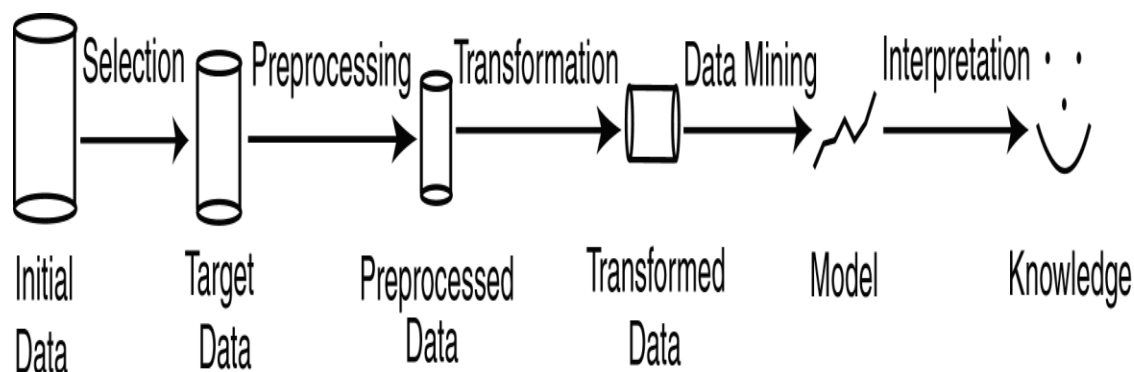 Selection
Preprocessing
Transformation
Data Mining
Interpretation
Initial
Data
Target
Data
Preprocessed
Data
Transformed
Data
Model
Knowledge